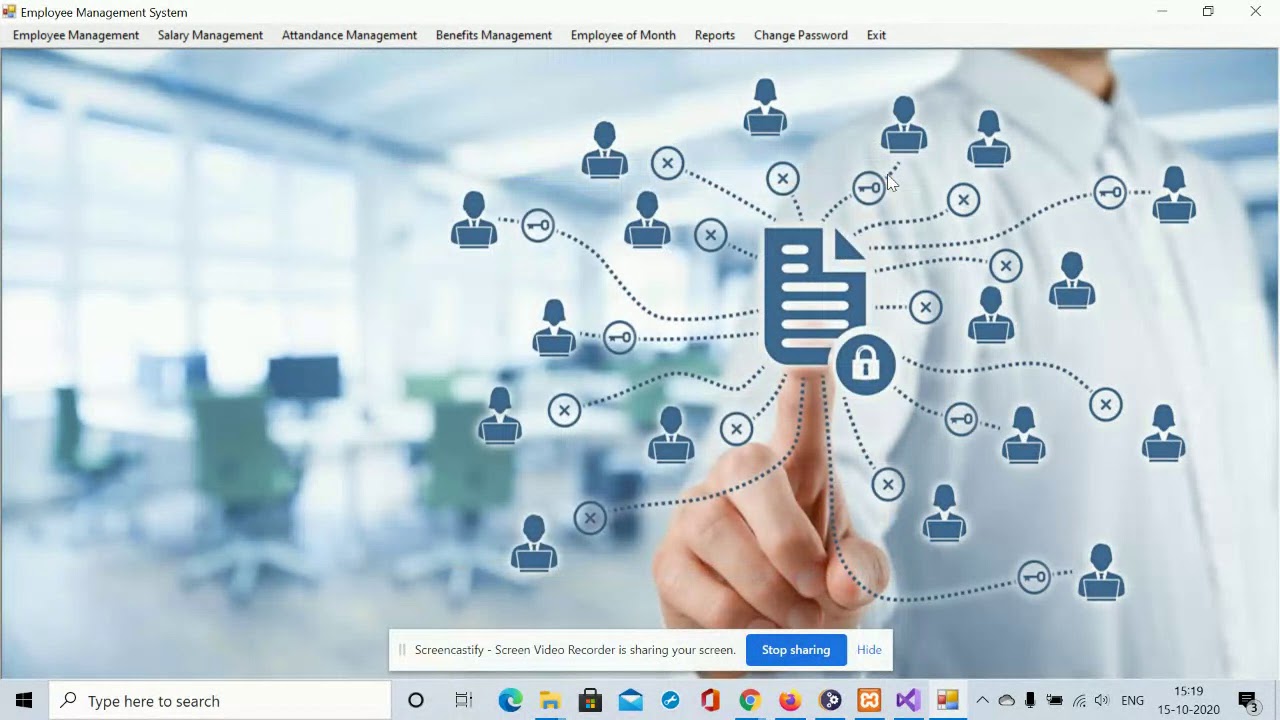 Employee Management System
Employee Management Salary Management Attandance Management Benefits Management Employee of Month Reports Change Password Exit
Screencastify - Screen Video Recorder is sharing your screen. Stop sharing Hide
Type here to search
ENG
15:19
15-10-2020
3